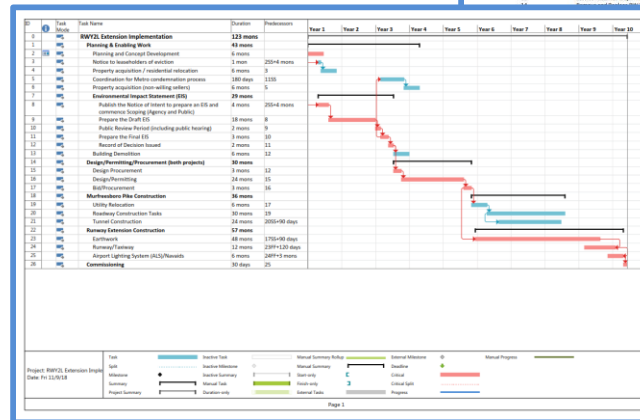 ID Task Mode Task Name Duration Predecessors Year 1 Year 2 Year 3 Year 4 Year 5 Year 6 Year 7 Year 8 Year 9 Year 10
0 RWY2L Extension Implementation 123 mons
1 Planning & Enabling Work 43 mons
2 Planning and Concept Development 6 mons
3 Notice to leaseholders of eviction 1 mon 2SS+4 mons
4 Property acquisition / residential relocation 6 mons 3
5 Coordination for Metro condemnation process 180 days 11SS
6 Property acquisition (non-willing sellers) 6 mons 5
7 Environmental Impact Statement (EIS) 29 mons
8 Publish the Notice of Intent to prepare an EIS and commence Scoping (Agency and Public) 4 mons 2SS+4 mons
9 Prepare the Draft EIS 18 mons 8
10 Public Review Period (including public hearing) 2 mons 9
11 Prepare the Final EIS 3 mons 10
12 Record of Decision Issued 2 mons 11
13 Building Demolition 6 mons 12
14 Design/Permitting/Procurement (both projects) 30 mons
15 Design Procurement 3 mons 12
16 Design/Permitting 24 mons 15
17 Bid/Procurement 3 mons 16
18 Murfreesboro Pike Construction 36 mons
19 Utility Relocation 6 mons 17
20 Roadway Construction Tasks 30 mons 19
21 Tunnel Construction 24 mons 20SS+90 days
22 Runway Extension Construction 57 mons
23 Earthwork 48 mons 17SS+90 days
24 Runway/Taxiway 12 mons 23FF+120 days
25 Airport Lighting System (ALS)/Navaids 6 mons 24FF+3 mons
Commissioning 30 days 25
Project: RWY2L Extension Imple
Date: Fri 11/9/18
Task Inactive Task Manual Summary Rollup External Milestone Manual Progress
Split Inactive Milestone Manual Summary Deadline
Milestone Inactive Summary Start-only Critical
Summary Manual Task Finish-only Critical Split
Project Summary Duration-only External Tasks Progress
Page 1